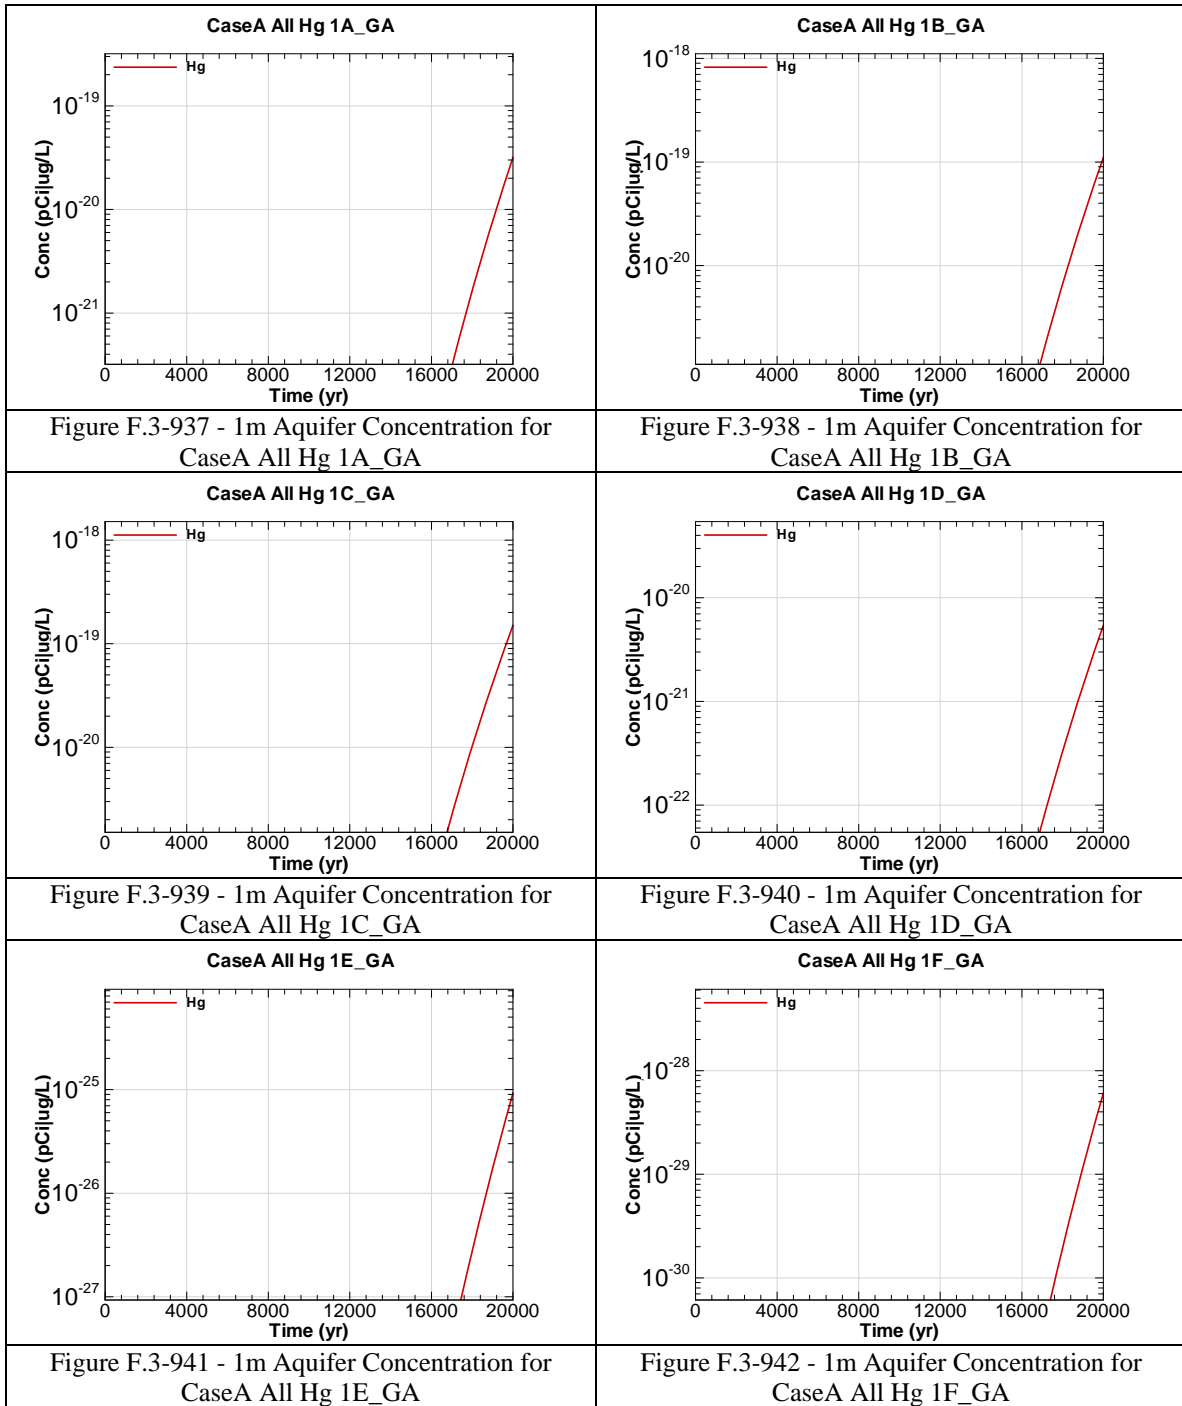 CaseA All Hg 1A_GA
Hg
10-19
10-20
10-21
Conc (pCi|ug/L)
0 4000 8000 12000 16000 20000
Time (yr)
Figure F.3-937 - 1m Aquifer Concentration for
CaseA All Hg 1A_GA
CaseA All Hg 1B_GA
Hg
10-18
10-19
10-20
Conc (pCi|ug/L)
0 4000 8000 12000 16000 20000
Time (yr)
Figure F.3-938 - 1m Aquifer Concentration for
CaseA All Hg 1B_GA
CaseA All Hg 1C_GA
Hg
10-18
10-19
10-20
Conc (pCi|ug/L)
0 4000 8000 12000 16000 20000
Time (yr)
Figure F.3-939 - 1m Aquifer Concentration for
CaseA All Hg 1C_GA
CaseA All Hg 1D_GA
Hg
10-20
10-21
10-22
Conc (pCi|ug/L)
0 4000 8000 12000 16000 20000
Time (yr)
Figure F.3-940 - 1m Aquifer Concentration for
CaseA All Hg 1D_GA
CaseA All Hg 1E_GA
Hg
10-25
10-26
10-27
Conc (pCi|ug/L)
0 4000 8000 12000 16000 20000
Time (yr)
Figure F.3-941 - 1m Aquifer Concentration for
CaseA All Hg 1E_GA
CaseA All Hg 1F_GA
Hg
10-28
10-29
10-30
Conc (pCi|ug/L)
0 4000 8000 12000 16000 20000
Time (yr)
Figure F.3-942 - 1m Aquifer Concentration for
CaseA All Hg 1F_GA